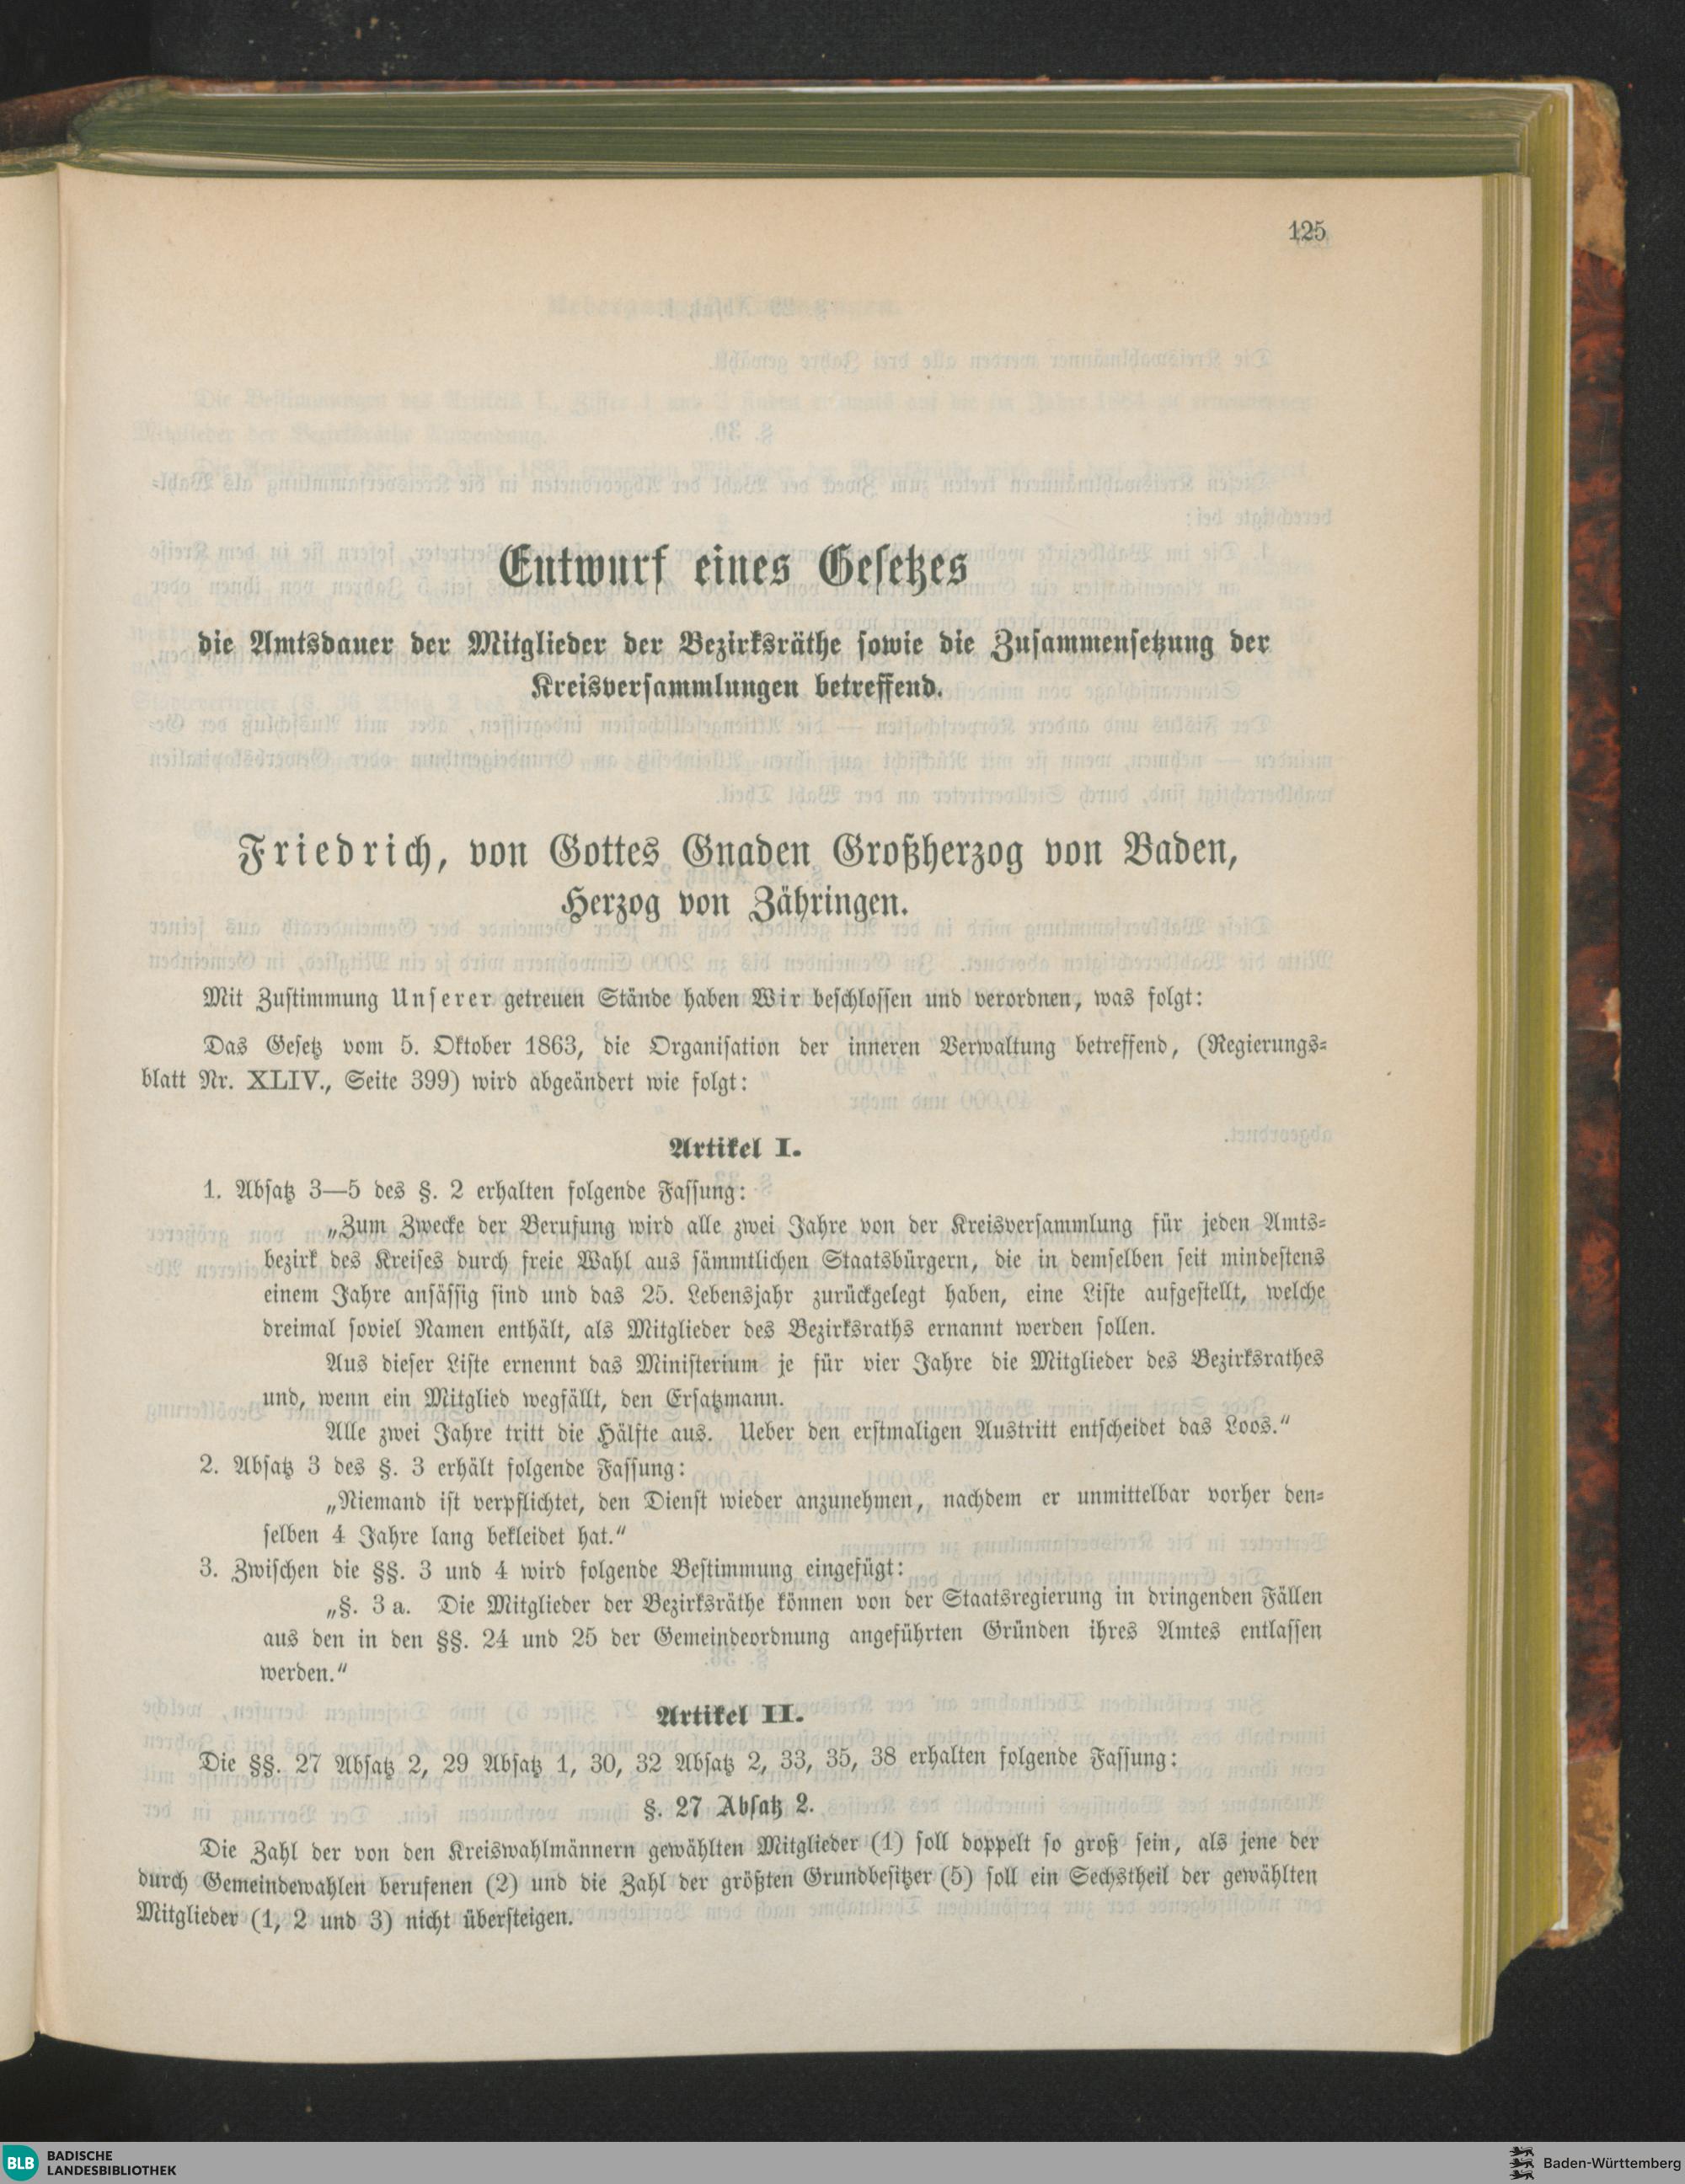 125
Entwurf eines Gesetzes
die Amtsdauer der Mitglieder der Bezirksräthe sowie die Zusammensetzung der
Kreisversammlungen betreffend.
Friedrich, von Gottes Gnaden Großherzog von Baden,
Herzog von Zähringen.
Mit Zustimmung Unserer getreuen Stände haben Wir beschlossen und verordnen, was folgt:
Das Gesetz vom 5. Oktober 1863, die Organisation der inneren Verwaltung betreffend, (Regierungs-
blatt Nr. XLIV., Seite 399) wird abgeändert wie folgt:
Artikel I.
1. Absatz 3—5 des §. 2 erhalten folgende Fassung:
„Zum Zwecke der Berufung wird alle zwei Jahre von der Kreisversammlung für jeden Amts-
bezirk des Kreises durch freie Wahl aus sämmtlichen Staatsbürgern, die in demselben seit mindestens
einem Jahre ansässig sind und das 25. Lebensjahr zurückgelegt haben, eine Liste aufgestellt, welche
dreimal soviel Namen enthält, als Mitglieder des Bezirksraths ernannt werden sollen.
Aus dieser Liste ernennt das Ministerium je für vier Jahre die Mitglieder des Bezirksrathes
und, wenn ein Mitglied wegfällt, den Ersatzmann.
Alle zwei Jahre tritt die Hälfte aus. Ueber den erstmaligen Austritt entscheidet das Loos.“
2. Absatz 3 des §. 3 erhält folgende Fassung:
„Niemand ist verpflichtet, den Dienst wieder anzunehmen, nachdem er unmittelbar vorher den-
selben 4 Jahre lang bekleidet hat.“
3. Zwischen die §§. 3 und 4 wird folgende Bestimmung eingefügt:
„§. 3a. Die Mitglieder der Bezirksräthe können von der Staatsregierung in dringenden Fällen
aus den in den §§. 24 und 25 der Gemeindeordnung angeführten Gründen ihres Amtes entlassen
werden.“
Artikel II.
Die §§. 27 Absatz 2, 29 Absatz 1, 30, 32 Absatz 2, 33, 35, 38 erhalten folgende Fassung:
§. 27 Absatz 2.
Die Zahl der von den Kreiswahlmännern gewählten Mitglieder (1) soll doppelt so groß sein, als jene der
durch Gemeindewahlen berufenen (2) und die Zahl der größten Grundbesitzer (5) soll ein Sechstheil der gewählten
Mitglieder (1, 2 und 3) nicht übersteigen.
BLB BADISCHE
LANDESBIBLIOTHEK
Baden-Württemberg